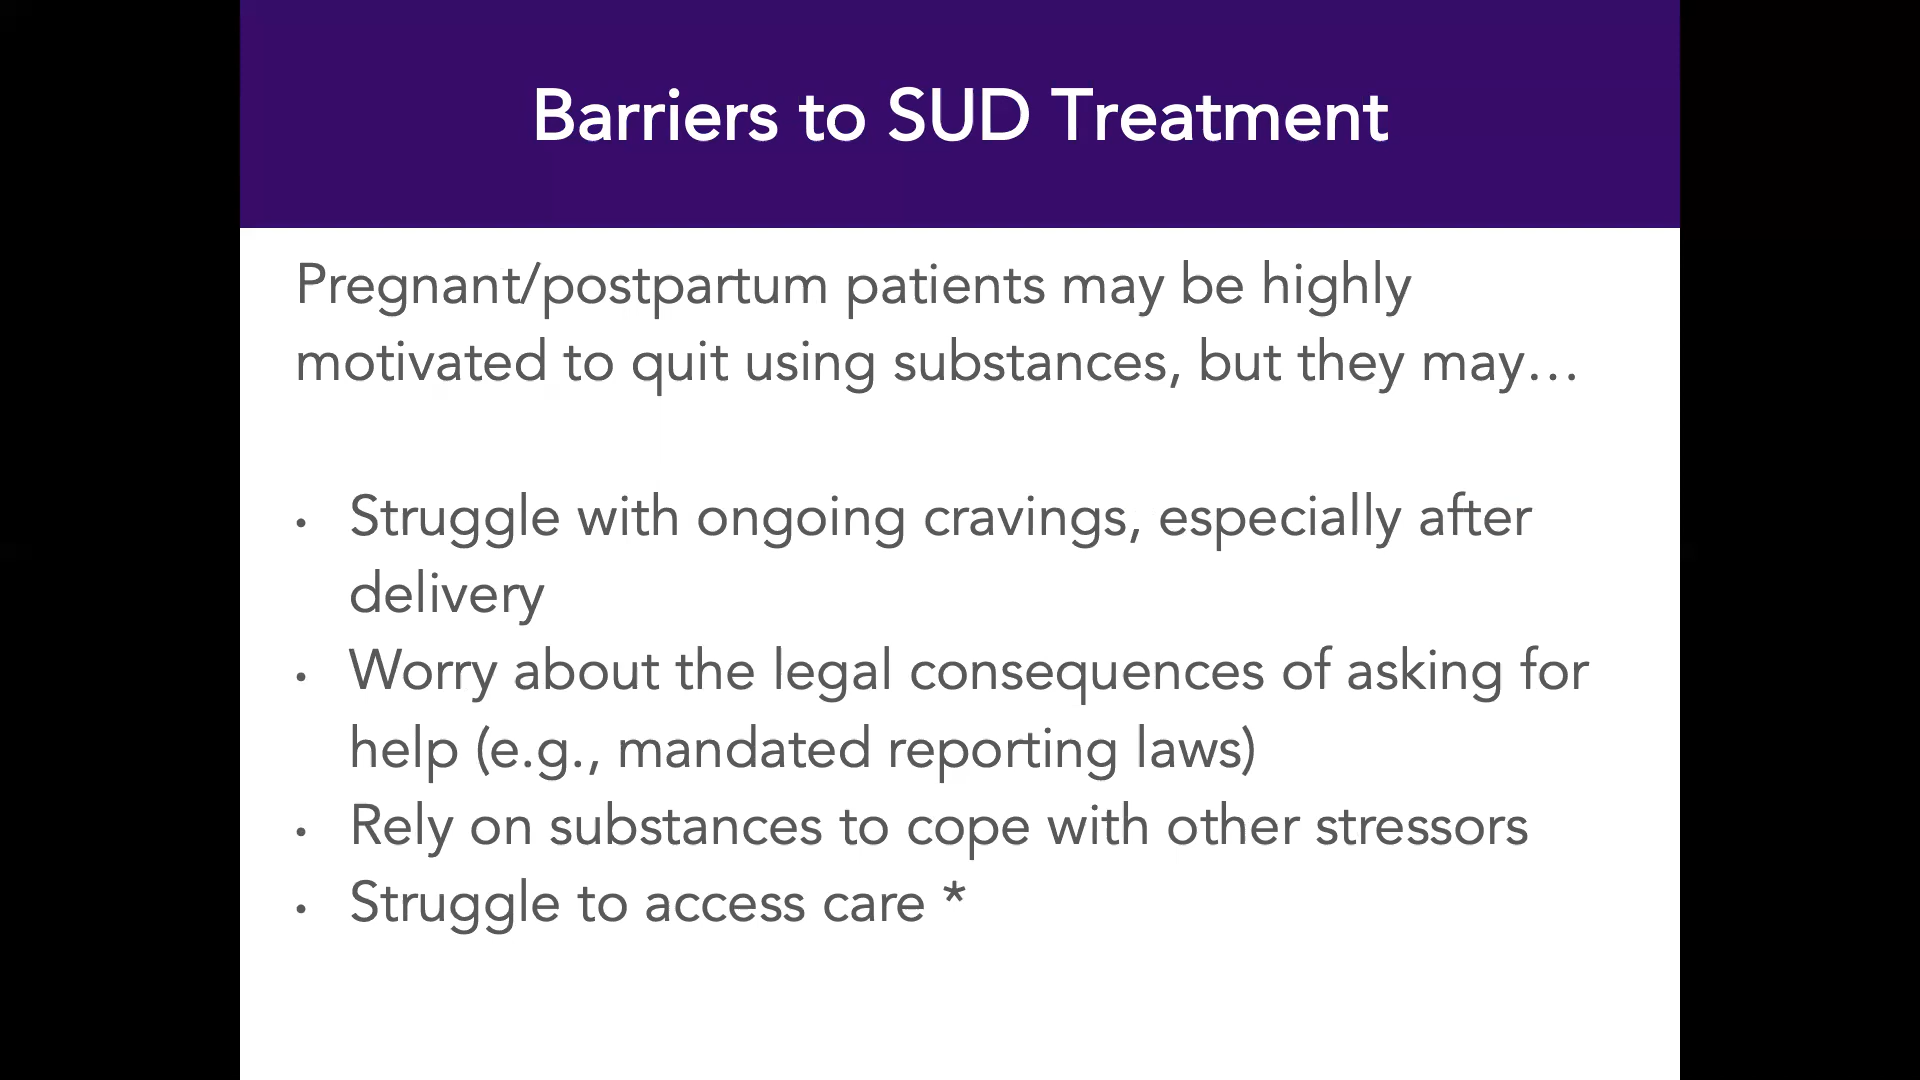 Barriers to SUD Treatment
Pregnant/postpartum patients may be highly
motivated to quit using substances, but they may…
• Struggle with ongoing cravings, especially after
delivery
• Worry about the legal consequences of asking for
help (e.g., mandated reporting laws)
• Rely on substances to cope with other stressors
• Struggle to access care *